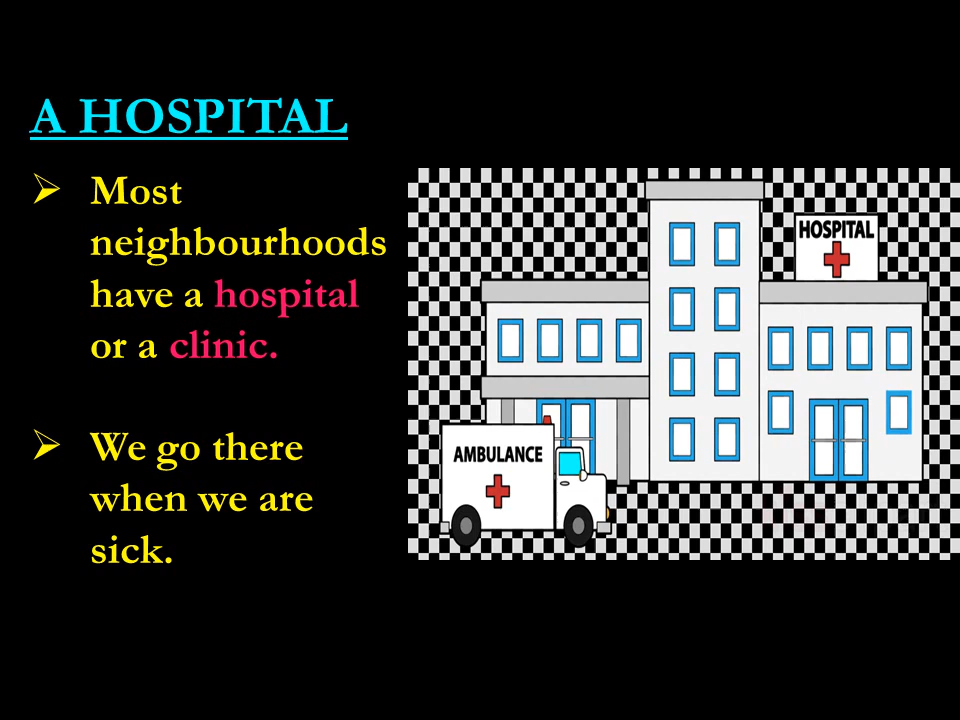 A HOSPITAL
➢ Most
neighbourhoods
have a hospital
or a clinic.
➢ We go there
when we are
sick.
HOSPITAL
AMBULANCE